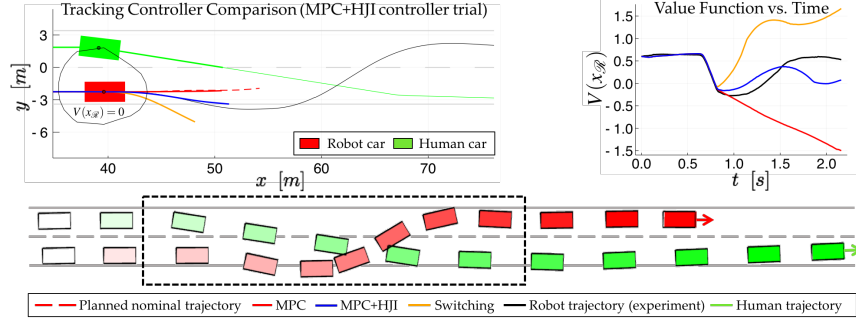 Tracking Controller Comparison (MPC+HJI controller trial)
3
0
- 3
- 6
y [m]
V(x_ℛ) = 0
Robot car
Human car
40
50
60
70
x [m]
Value Function vs. Time
1.5
1.0
0.5
0.0
- 0.5
- 1.0
- 1.5
V(x_ℛ)
0.0
0.5
1.0
1.5
2.0
t [s]
Planned nominal trajectory
MPC
MPC+HJI
Switching
Robot trajectory (experiment)
Human trajectory